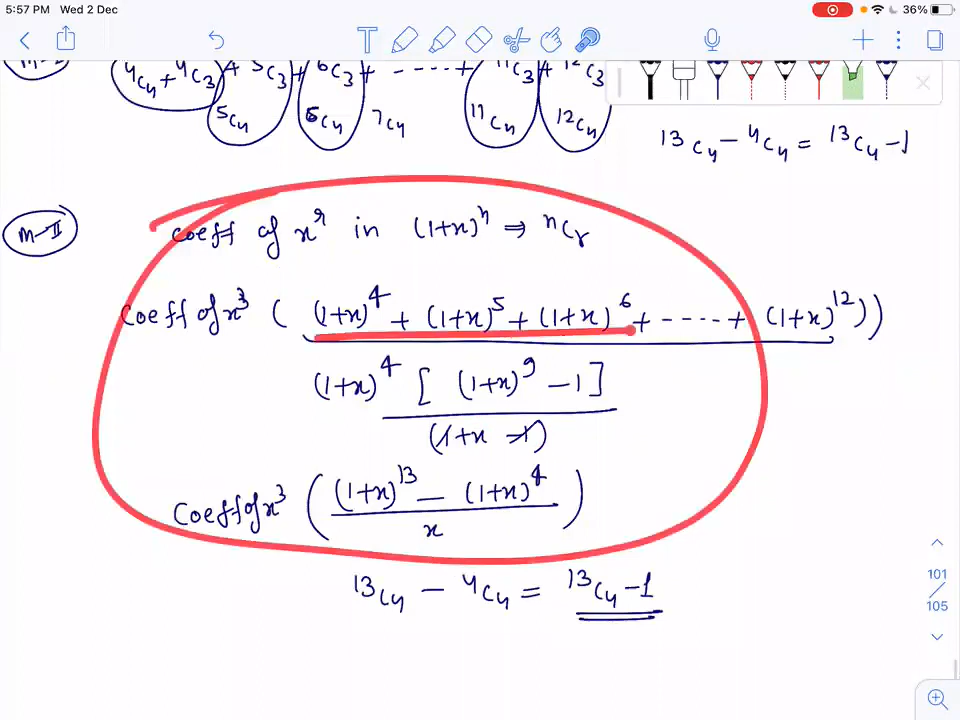 5:57 PM Wed 2 Dec 36%
⁴C₄ + ⁴C₃ + ⁵C₃ + ⁶C₃ + ----- + ¹¹C₃ + ¹²C₃
⁵C₄ ⁶C₄ ⁷C₄ ¹¹C₄ ¹²C₄
¹³C₄ - ⁴C₄ = ¹³C₄ - 1
M-II coeff of xʳ in (1+x)ⁿ ⇒ ⁿCᵣ
Coeff of x³ ( (1+x)⁴ + (1+x)⁵ + (1+x)⁶ + ----- + (1+x)¹² ) )
(1+x)⁴ [ (1+x)⁹ - 1 ]
(1+x-1)
Coeff of x³ ( (1+x)¹³ - (1+x)⁴ )
x
¹³C₄ - ⁴C₄ = ¹³C₄ - 1
101
/
105